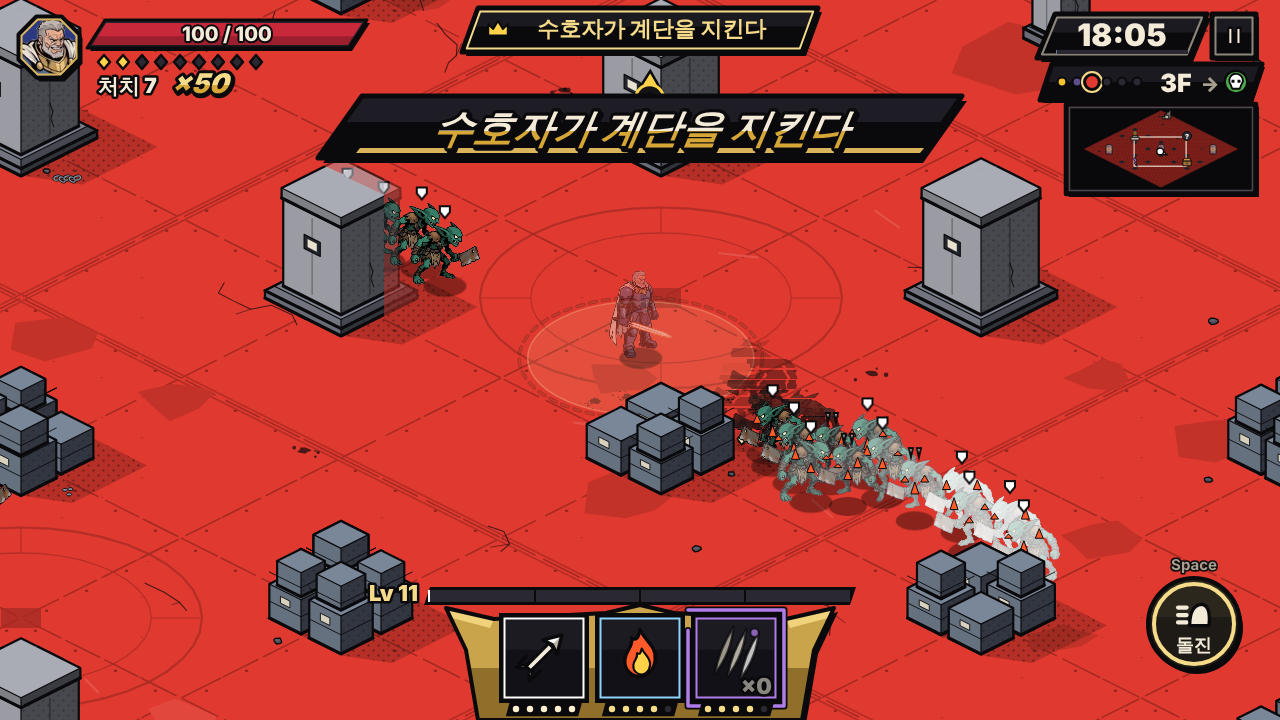 100 / 100
처치 7 ×50
수호자가 계단을 지킨다
18:05
3F
수호자가 계단을 지킨다
?
Lv 11
×0
Space
돌진